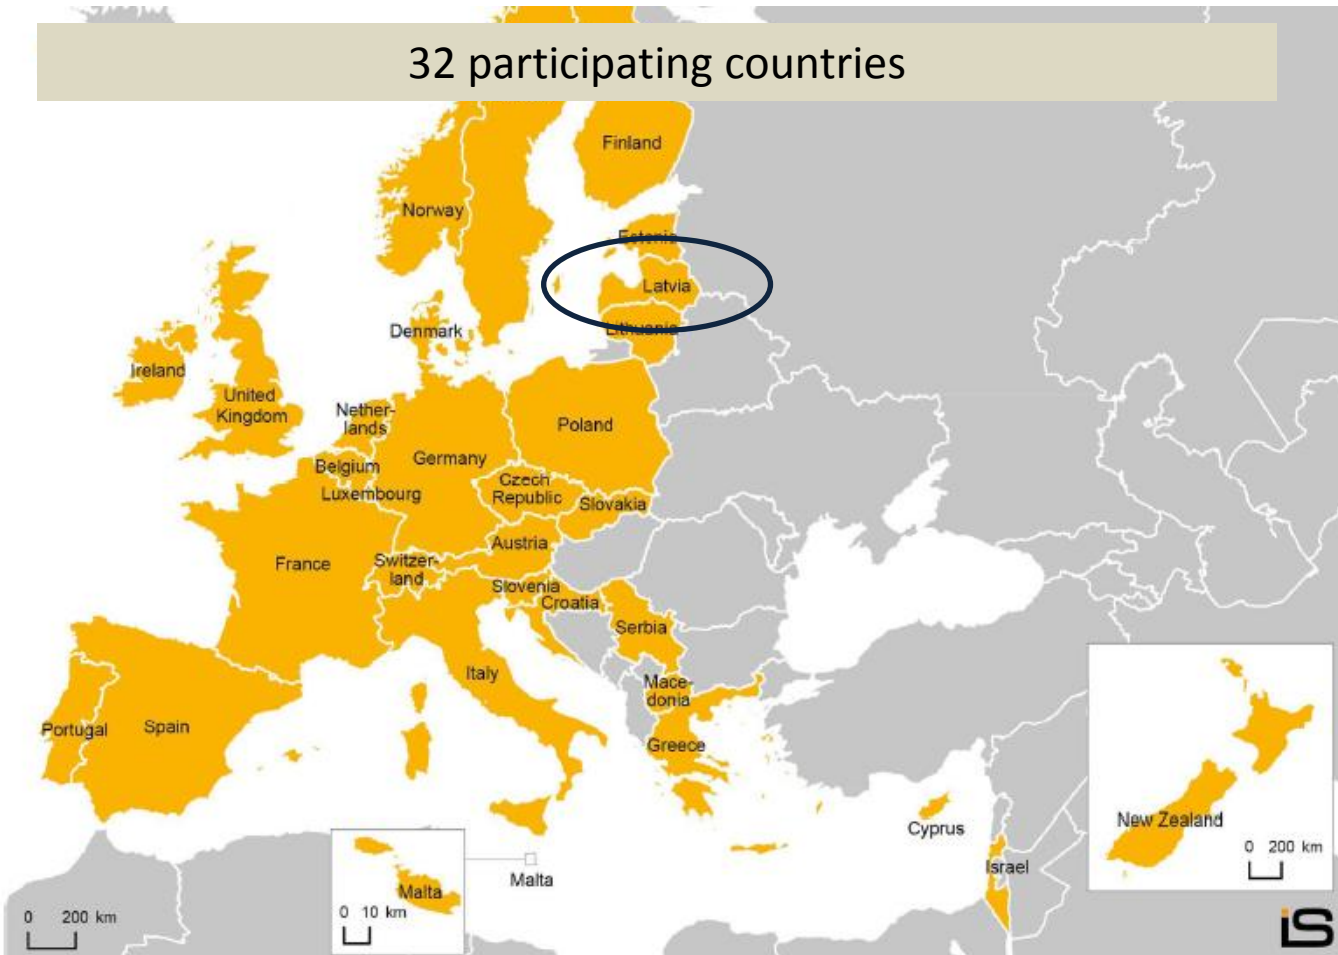 32 participating countries
Finland
Norway
Estonia
Latvia
Lithuania
Denmark
Ireland
United
Kingdom
Nether-
lands
Belgium
Luxembourg
Germany
Poland
Czech
Republic
Slovakia
Austria
France
Switzer-
land
Slovenia
Croatia
Serbia
Italy
Mace-
donia
Greece
Portugal
Spain
Cyprus
Israel
Malta
Malta
0 10 km
0 200 km
New Zealand
0 200 km
iS